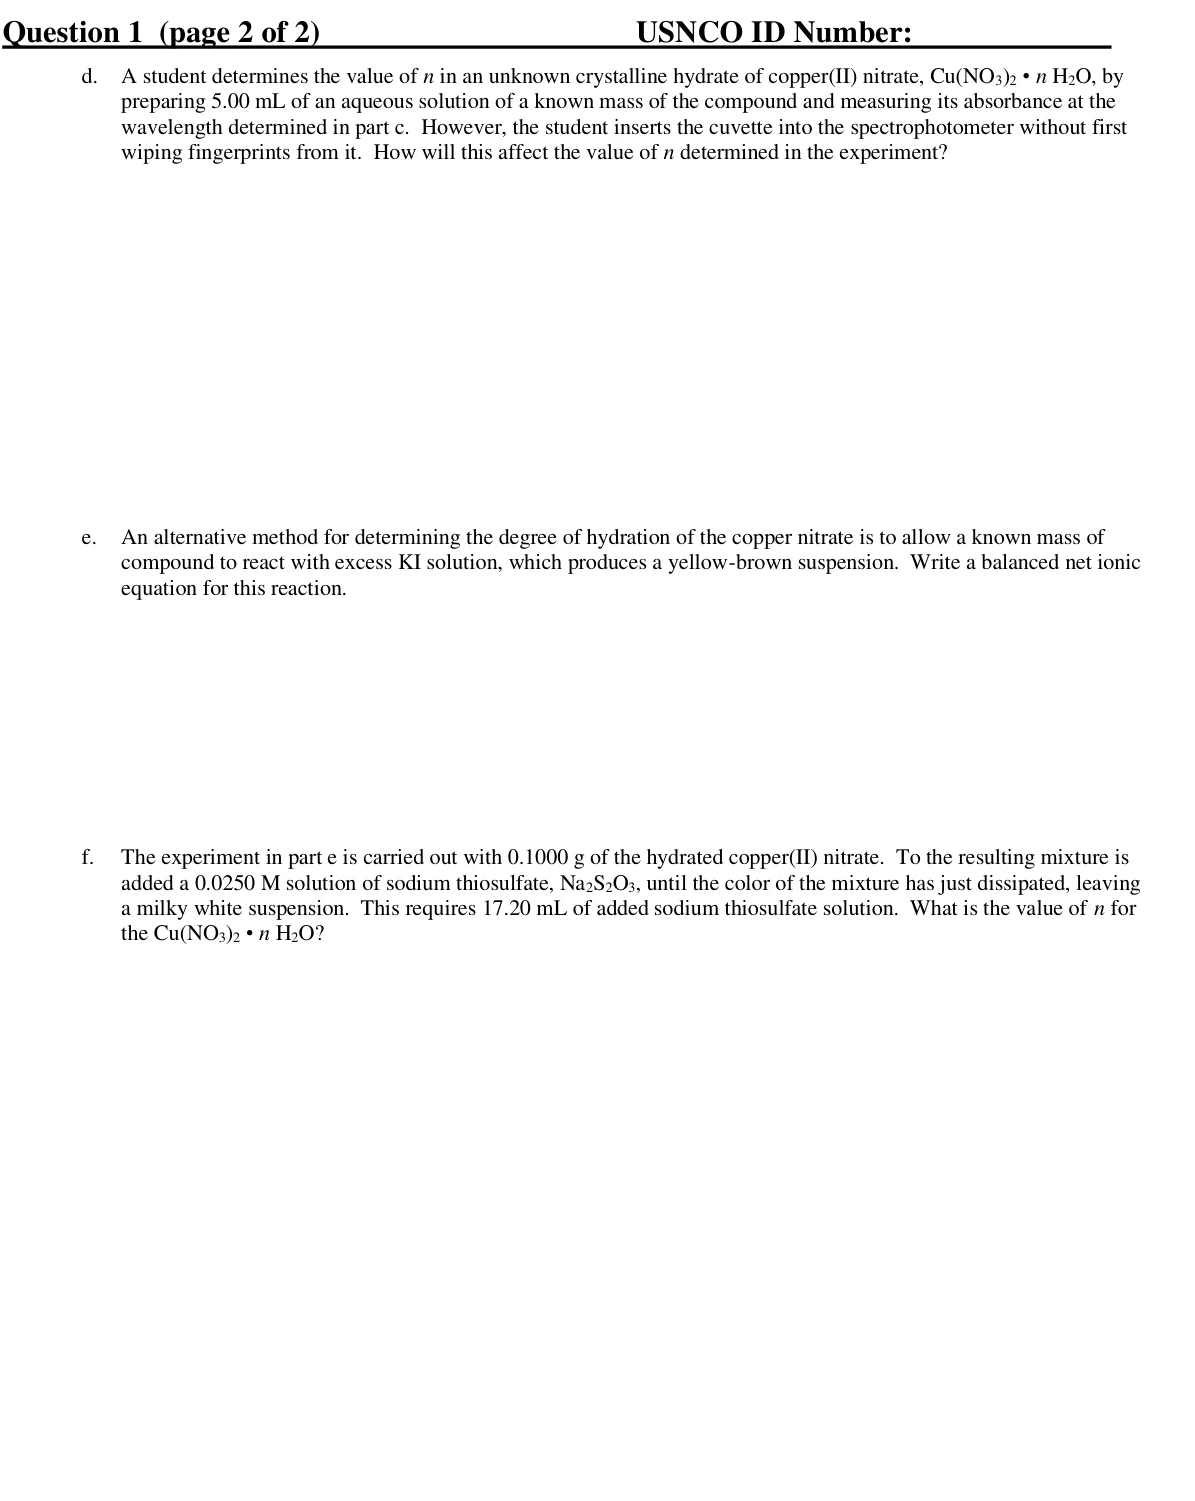 Question 1 (page 2 of 2) USNCO ID Number:
d. A student determines the value of n in an unknown crystalline hydrate of copper(II) nitrate, Cu(NO₃)₂ • n H₂O, by
preparing 5.00 mL of an aqueous solution of a known mass of the compound and measuring its absorbance at the
wavelength determined in part c. However, the student inserts the cuvette into the spectrophotometer without first
wiping fingerprints from it. How will this affect the value of n determined in the experiment?
e. An alternative method for determining the degree of hydration of the copper nitrate is to allow a known mass of
compound to react with excess KI solution, which produces a yellow-brown suspension. Write a balanced net ionic
equation for this reaction.
f. The experiment in part e is carried out with 0.1000 g of the hydrated copper(II) nitrate. To the resulting mixture is
added a 0.0250 M solution of sodium thiosulfate, Na₂S₂O₃, until the color of the mixture has just dissipated, leaving
a milky white suspension. This requires 17.20 mL of added sodium thiosulfate solution. What is the value of n for
the Cu(NO₃)₂ • n H₂O?